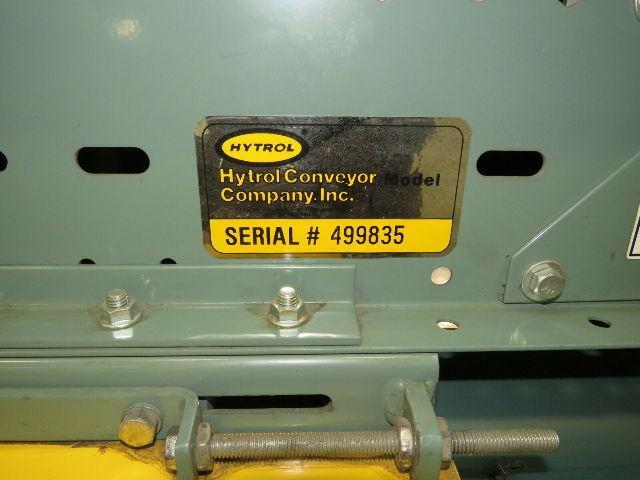 HYTROL
Hytrol Conveyor Model
Company, Inc.
SERIAL # 499835